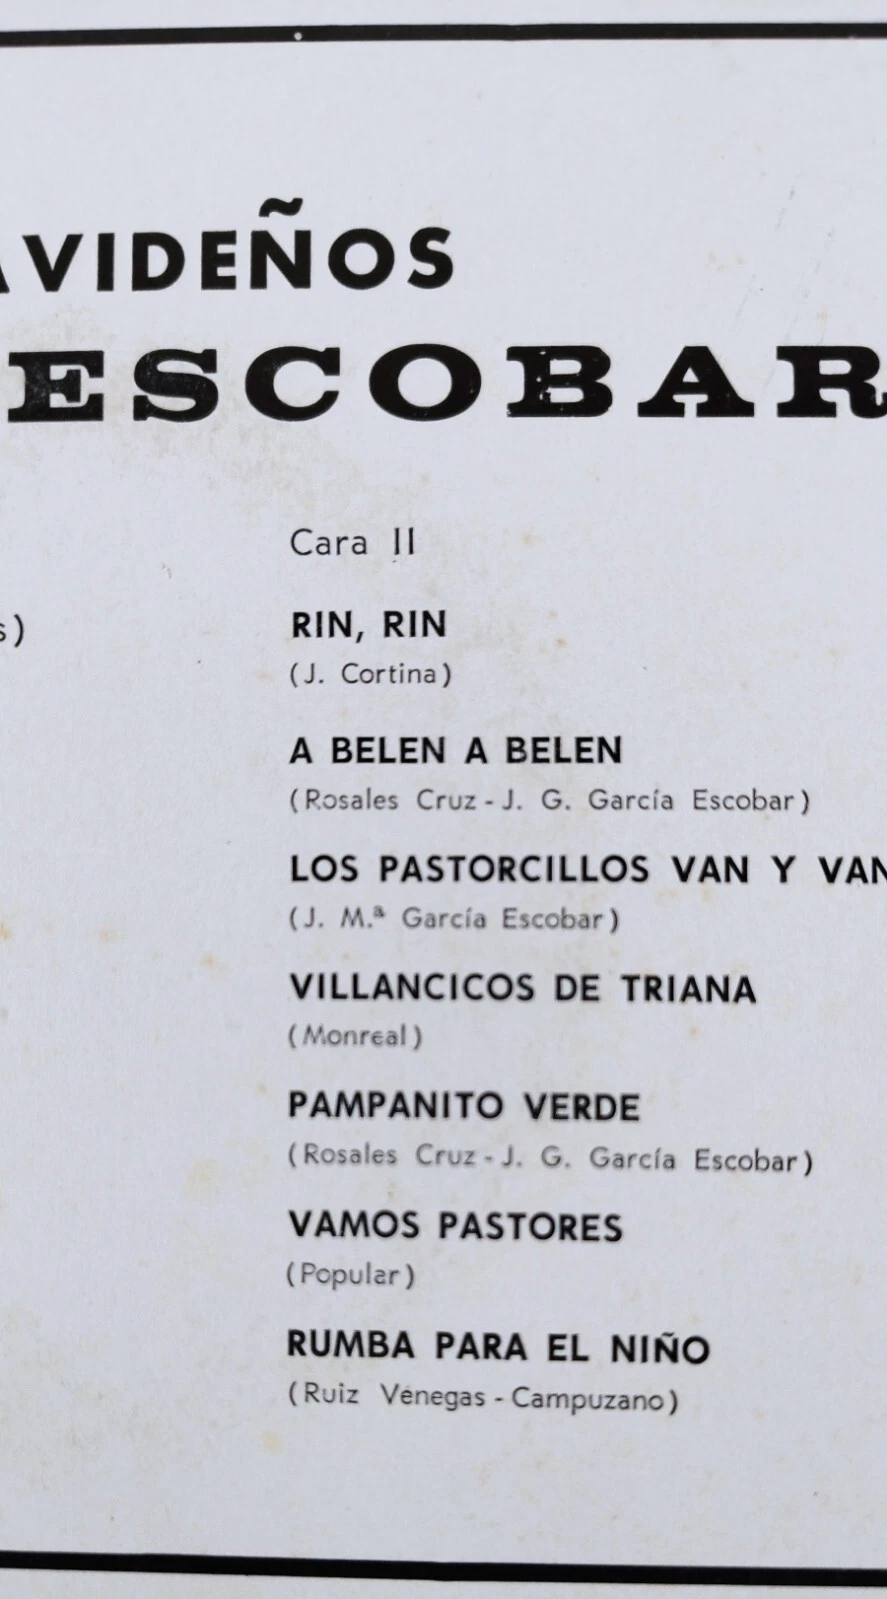 AVIDEÑOS
ESCOBAR
Cara II
s)
RIN, RIN
(J. Cortina)
A BELEN A BELEN
(Rosales Cruz - J. G. García Escobar)
LOS PASTORCILLOS VAN Y VAN
(J. M.ª García Escobar)
VILLANCICOS DE TRIANA
(Monreal)
PAMPANITO VERDE
(Rosales Cruz - J. G. García Escobar)
VAMOS PASTORES
(Popular)
RUMBA PARA EL NIÑO
(Ruiz Venegas - Campuzano)